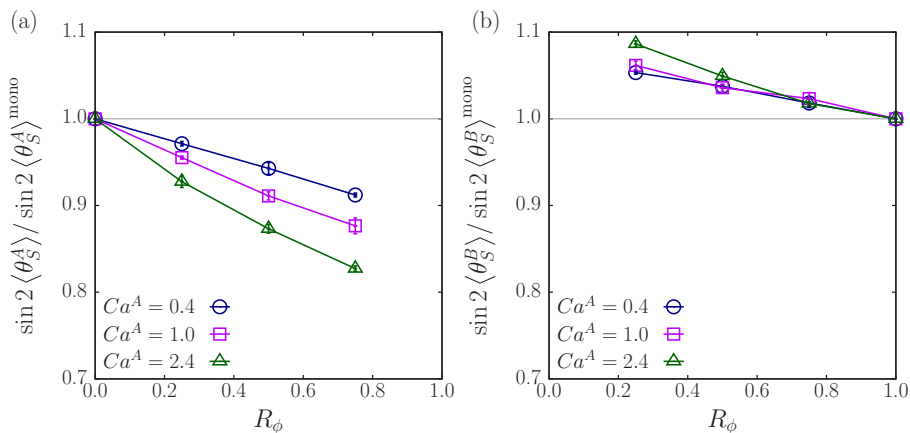 (a)
sin 2 ⟨θ_S^A⟩ / sin 2 ⟨θ_S^A⟩^mono
1.1
1.0
0.9
0.8
0.7
Ca^A = 0.4
Ca^A = 1.0
Ca^A = 2.4
0.0 0.2 0.4 0.6 0.8 1.0
R_ϕ
(b)
sin 2 ⟨θ_S^B⟩ / sin 2 ⟨θ_S^B⟩^mono
1.1
1.0
0.9
0.8
0.7
Ca^A = 0.4
Ca^A = 1.0
Ca^A = 2.4
0.0 0.2 0.4 0.6 0.8 1.0
R_ϕ